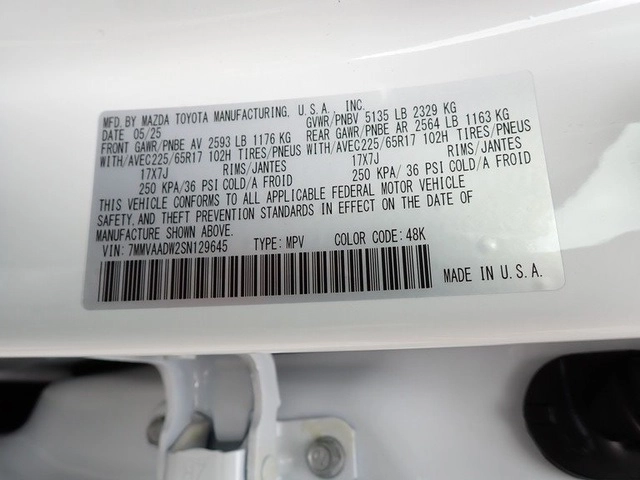 MFD. BY MAZDA TOYOTA MANUFACTURING, U.S.A., INC.
DATE 05/25 GVWR/PNBV 5135 LB 2329 KG
FRONT GAWR/PNBE AV 2593 LB 1176 KG REAR GAWR/PNBE AR 2564 LB 1163 KG
WITH/AVEC225/65R17 102H TIRES/PNEUS WITH/AVEC225/65R17 102H TIRES/PNEUS
17X7J RIMS/JANTES 17X7J RIMS/JANTES
250 KPA/36 PSI COLD/A FROID 250 KPA/ 36 PSI COLD/A FROID
THIS VEHICLE CONFORMS TO ALL APPLICABLE FEDERAL MOTOR VEHICLE
SAFETY, AND THEFT PREVENTION STANDARDS IN EFFECT ON THE DATE OF
MANUFACTURE SHOWN ABOVE.
VIN: 7MMVAADW2SN129645 TYPE: MPV COLOR CODE: 48K
MADE IN U.S.A.